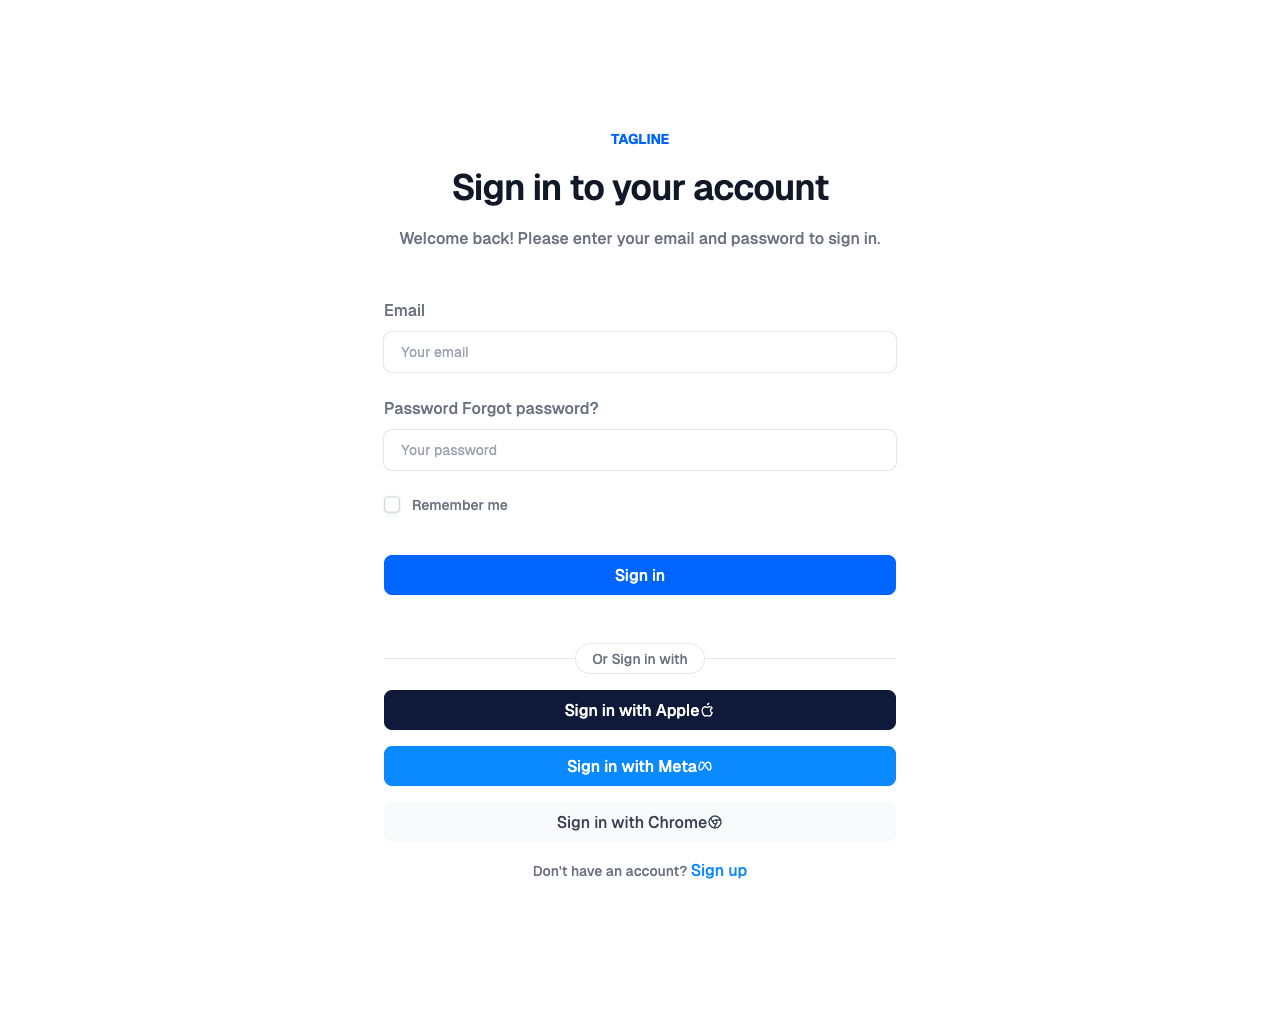 TAGLINE
Sign in to your account
Welcome back! Please enter your email and password to sign in.
Email
Your email
Password Forgot password?
Your password
Remember me
Sign in
Or Sign in with
Sign in with Apple
Sign in with Meta
Sign in with Chrome
Don't have an account? Sign up